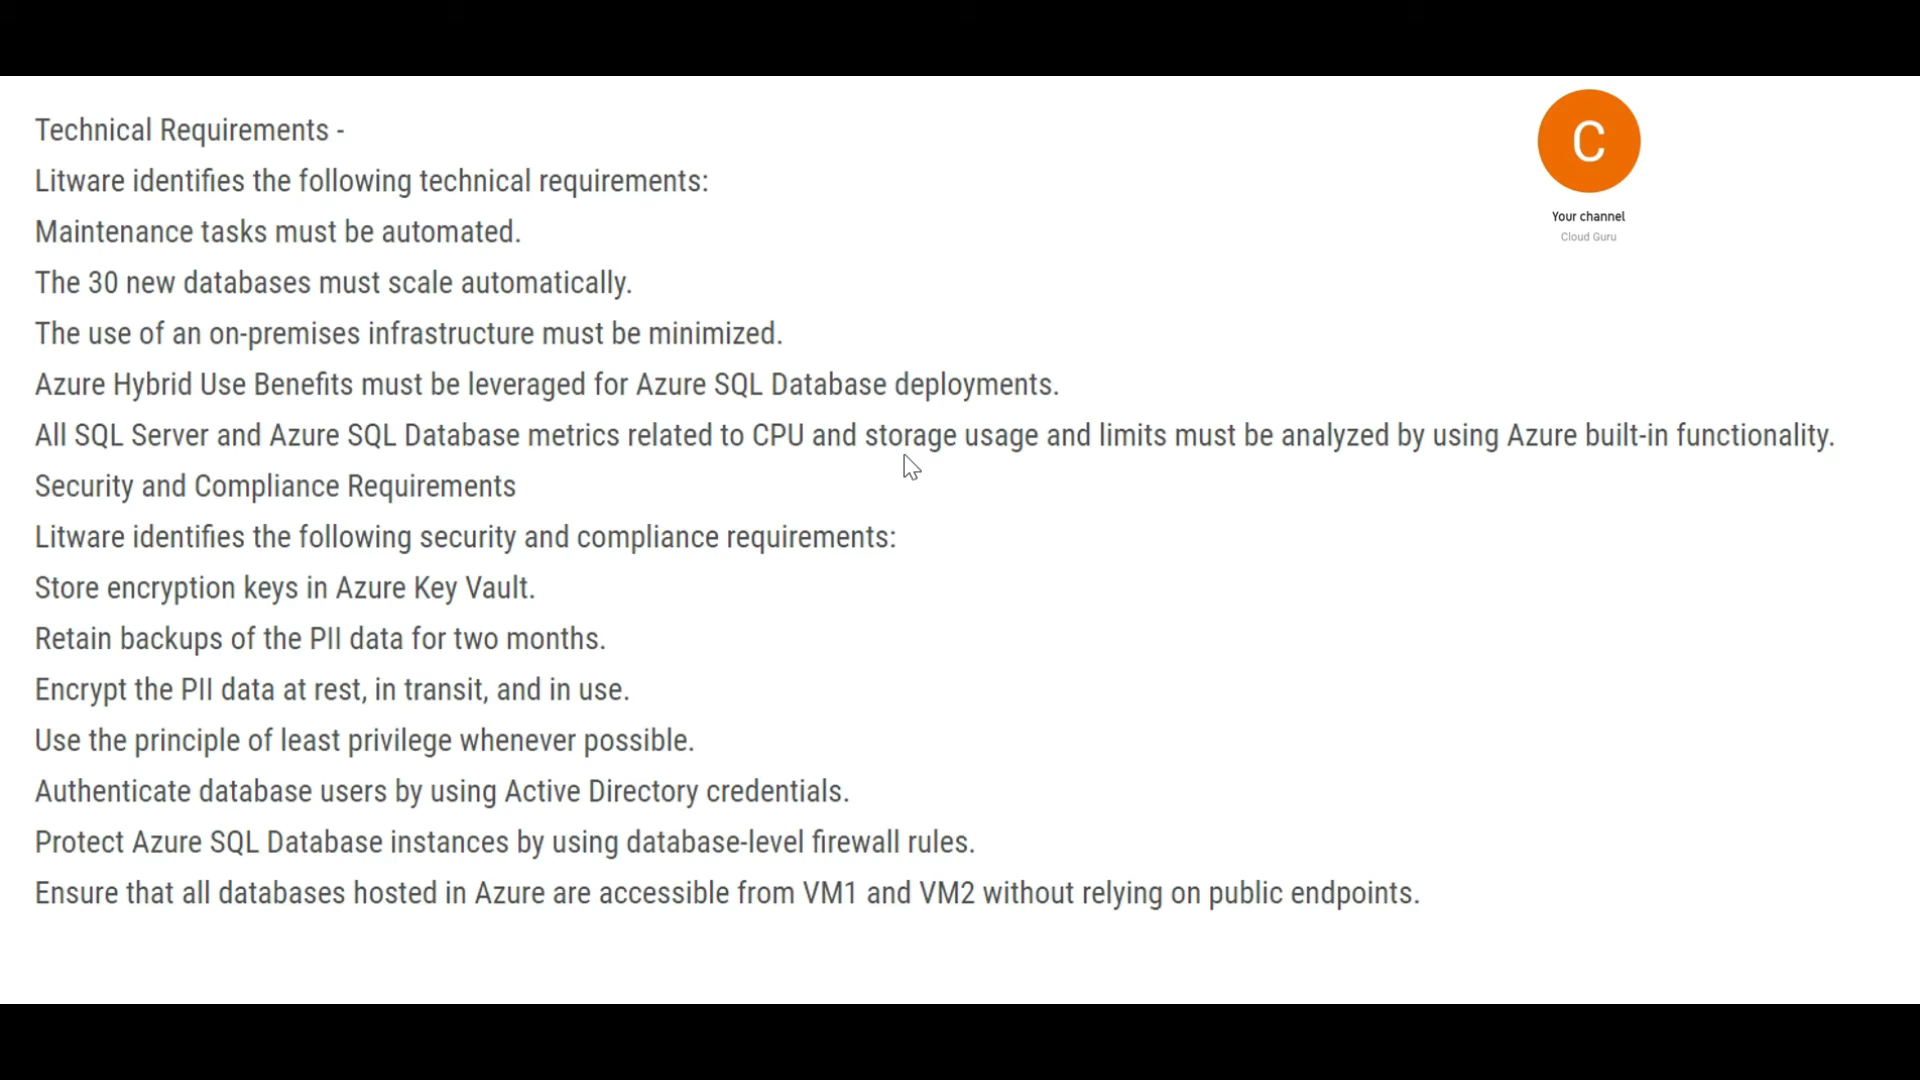 Technical Requirements -
Litware identifies the following technical requirements:
Maintenance tasks must be automated.
The 30 new databases must scale automatically.
The use of an on-premises infrastructure must be minimized.
Azure Hybrid Use Benefits must be leveraged for Azure SQL Database deployments.
All SQL Server and Azure SQL Database metrics related to CPU and storage usage and limits must be analyzed by using Azure built-in functionality.
Security and Compliance Requirements
Litware identifies the following security and compliance requirements:
Store encryption keys in Azure Key Vault.
Retain backups of the PII data for two months.
Encrypt the PII data at rest, in transit, and in use.
Use the principle of least privilege whenever possible.
Authenticate database users by using Active Directory credentials.
Protect Azure SQL Database instances by using database-level firewall rules.
Ensure that all databases hosted in Azure are accessible from VM1 and VM2 without relying on public endpoints.
C
Your channel
Cloud Guru